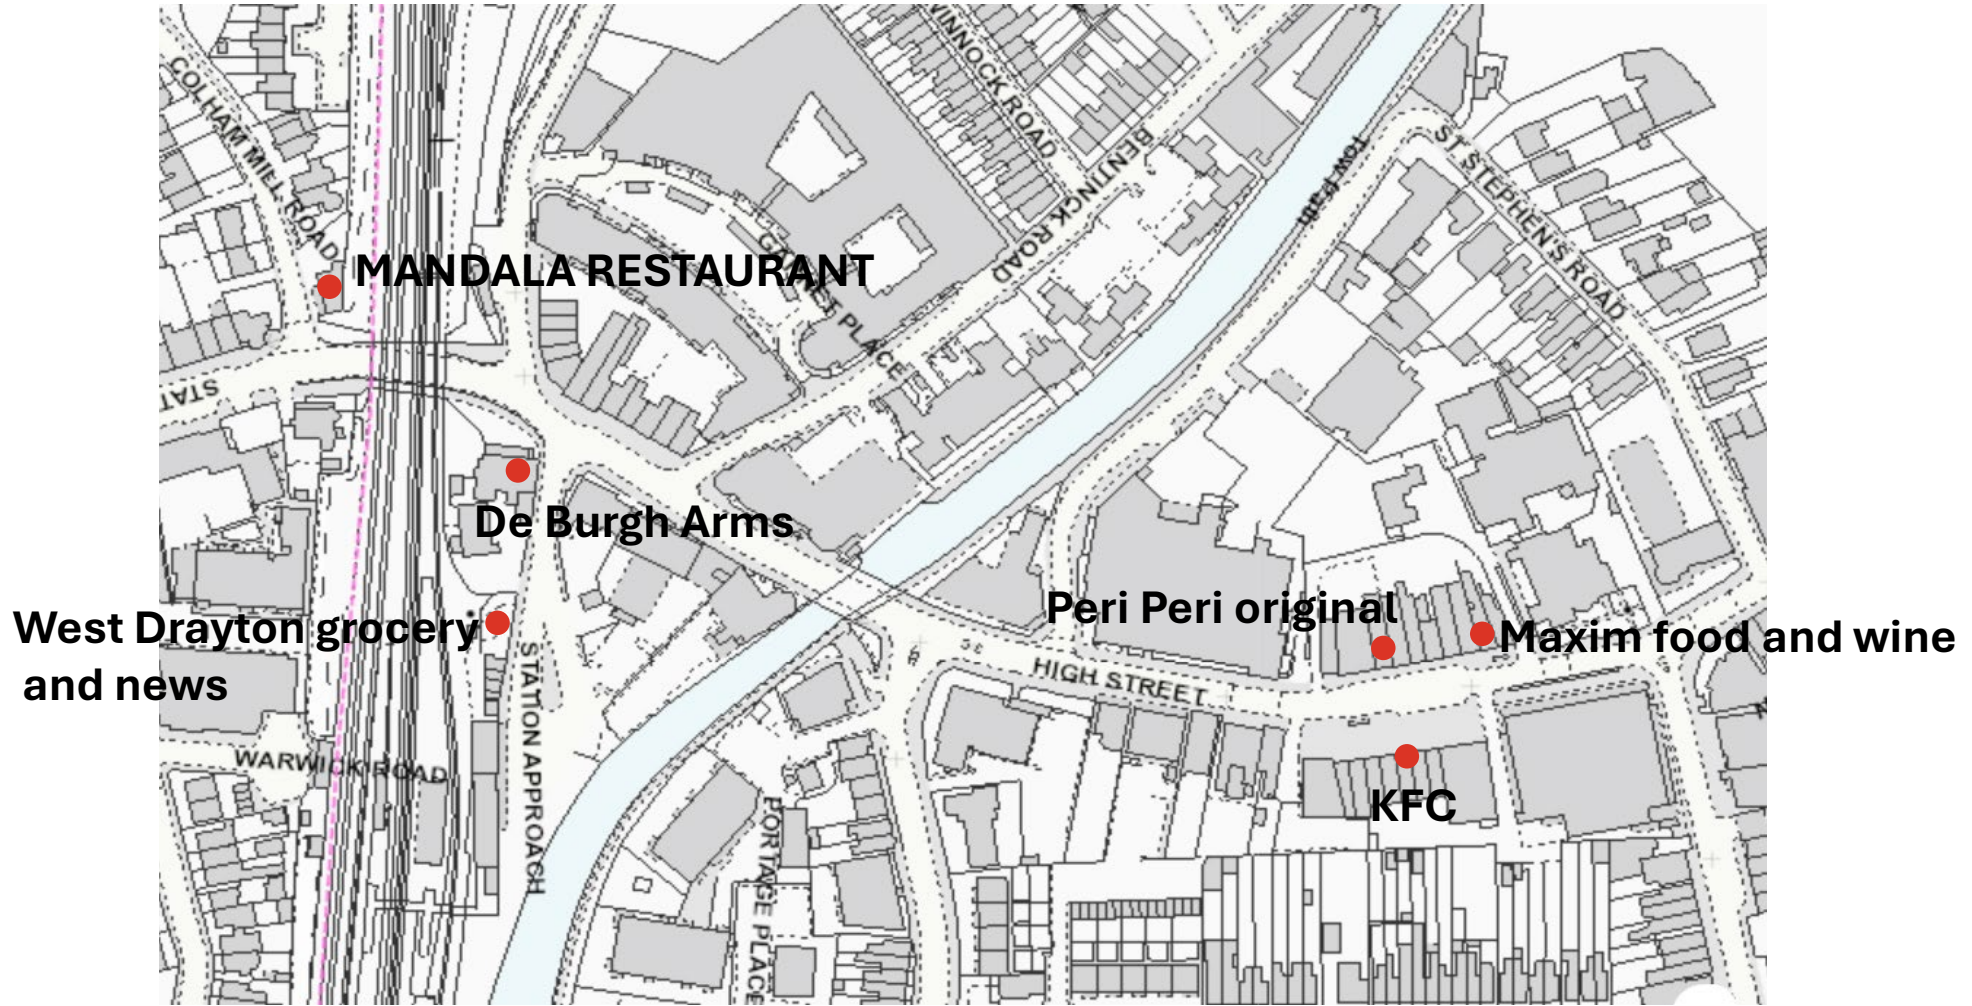 COLHAM MILL ROAD
WINNOCK ROAD
BENTINCK ROAD
Tow Path
ST STEPHEN'S ROAD
MANDALA RESTAURANT
GARNET PLACE
STAT
De Burgh Arms
West Drayton grocery
and news
Peri Peri original
Maxim food and wine
HIGH STREET
STATION APPROACH
WARWICK ROAD
KFC
PORTAGE PLACE